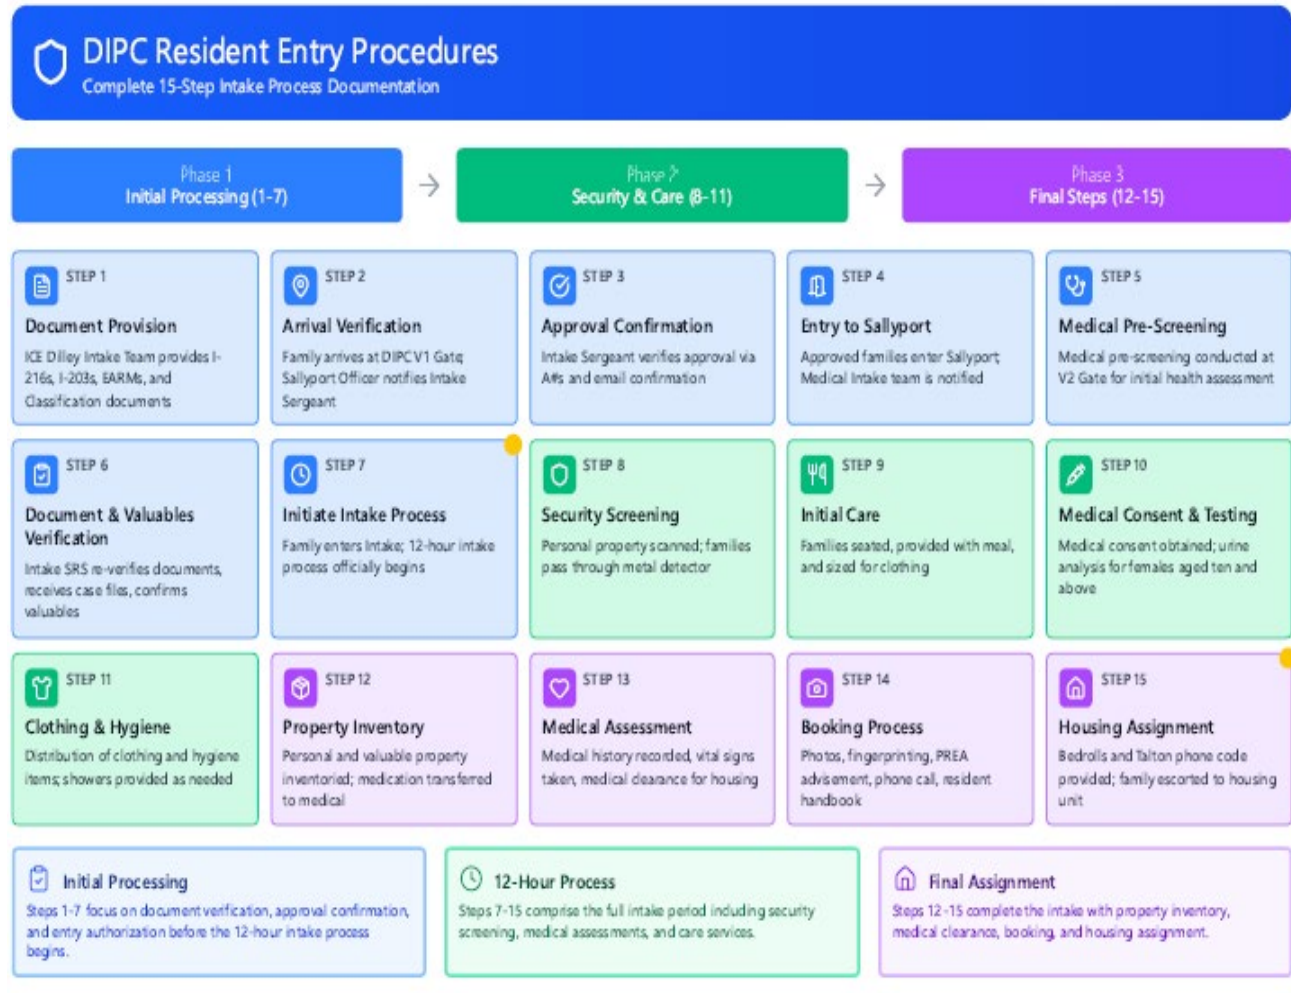 DIPC Resident Entry Procedures
Complete 15-Step Intake Process Documentation
Phase 1
Initial Processing (1-7)
Phase 2
Security & Care (8-11)
Phase 3
Final Steps (12-15)
STEP 1
Document Provision
ICE Dilley Intake Team provides I-
216s, I-203s, EARMs, and
Classification documents
STEP 2
Arrival Verification
Family arrives at DIPC V1 Gate;
Sallyport Officer notifies Intake
Sergeant
STEP 3
Approval Confirmation
Intake Sergeant verifies approval via
A#s and email confirmation
STEP 4
Entry to Sallyport
Approved families enter Sallyport;
Medical Intake team is notified
STEP 5
Medical Pre-Screening
Medical pre-screening conducted at
V2 Gate for initial health assessment
STEP 6
Document & Valuables
Verification
Intake SRS re-verifies documents,
receives case files, confirms
valuables
STEP 7
Initiate Intake Process
Family enters Intake; 12-hour intake
process officially begins
STEP 8
Security Screening
Personal property scanned; families
pass through metal detector
STEP 9
Initial Care
Families seated, provided with meal,
and sized for clothing
STEP 10
Medical Consent & Testing
Medical consent obtained; urine
analysis for females aged ten and
above
STEP 11
Clothing & Hygiene
Distribution of clothing and hygiene
items; showers provided as needed
STEP 12
Property Inventory
Personal and valuable property
inventoried; medication transferred
to medical
STEP 13
Medical Assessment
Medical history recorded, vital signs
taken, medical clearance for housing
STEP 14
Booking Process
Photos, fingerprinting, PREA
advisement, phone call, resident
handbook
STEP 15
Housing Assignment
Bedrolls and Talton phone code
provided; family escorted to housing
unit
Initial Processing
Steps 1-7 focus on document verification, approval confirmation,
and entry authorization before the 12-hour intake process
begins.
12-Hour Process
Steps 7-15 comprise the full intake period including security
screening, medical assessments, and care services.
Final Assignment
Steps 12-15 complete the intake with property inventory,
medical clearance, booking, and housing assignment.